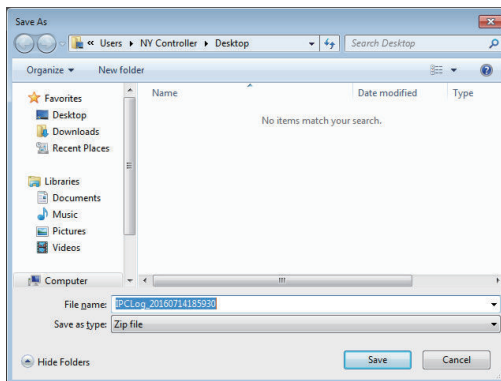 Save As
« Users ▸ NY Controller ▸ Desktop
Search Desktop
Organize
New folder
Name
Date modified
Type
No items match your search.
Favorites
Desktop
Downloads
Recent Places
Libraries
Documents
Music
Pictures
Videos
Computer
File name: IPCLog_20160714185930
Save as type: Zip file
Hide Folders
Save
Cancel